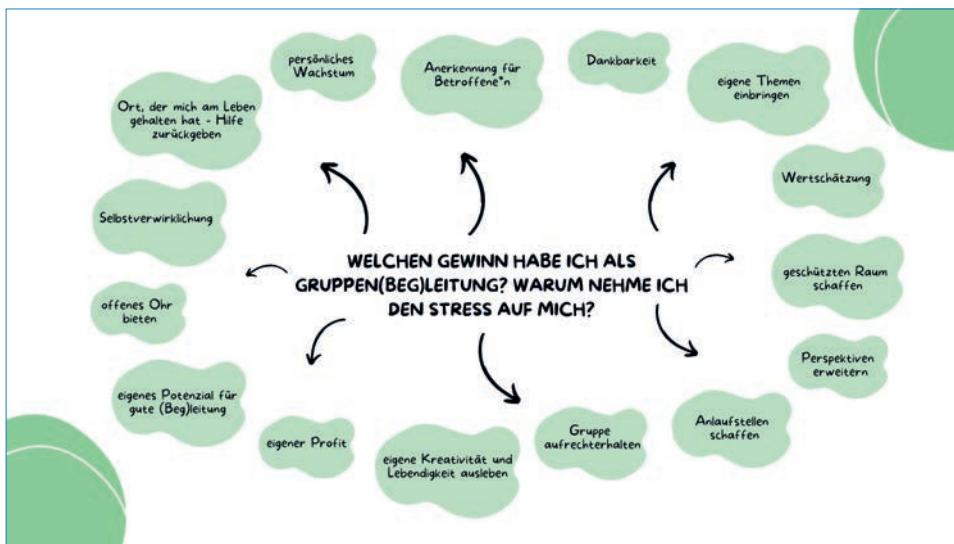 persönliches
Wachstum
Anerkennung für
Betroffene*n
Dankbarkeit
eigene Themen
einbringen
Ort, der mich am Leben
gehalten hat - Hilfe
zurückgeben
Wertschätzung
Selbstverwirklichung
WELCHEN GEWINN HABE ICH ALS
GRUPPEN(BEG)LEITUNG? WARUM NEHME ICH
DEN STRESS AUF MICH?
geschützten Raum
schaffen
offenes Ohr
bieten
Perspektiven
erweitern
eigenes Potenzial für
gute (Beg)leitung
eigener Profit
eigene Kreativität und
Lebendigkeit ausleben
Gruppe
aufrechterhalten
Anlaufstellen
schaffen